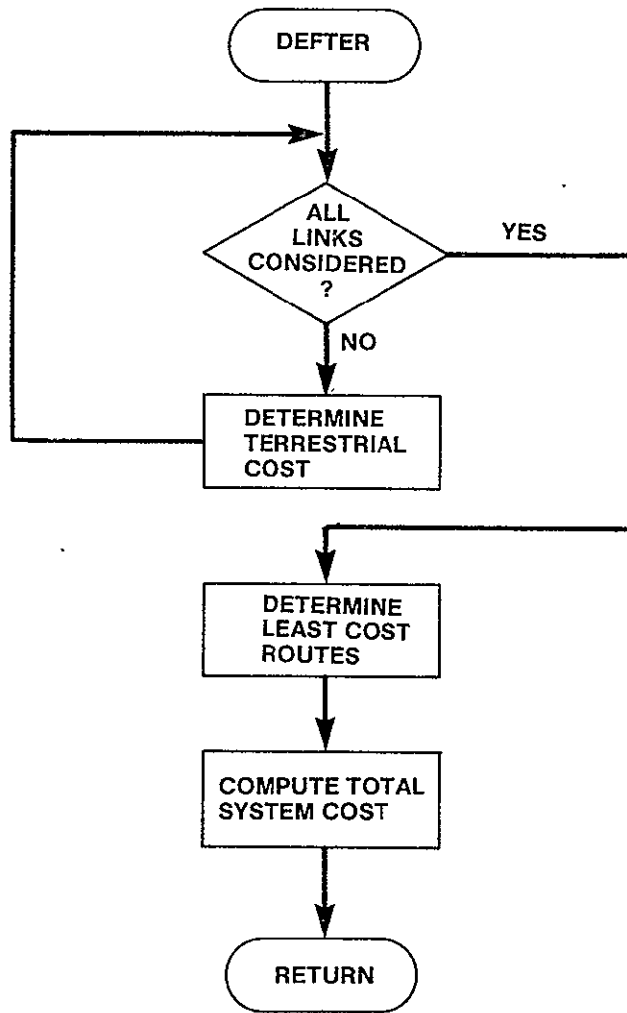 DEFTER
ALL
LINKS
CONSIDERED
?
YES
NO
DETERMINE
TERRESTRIAL
COST
DETERMINE
LEAST COST
ROUTES
COMPUTE TOTAL
SYSTEM COST
RETURN